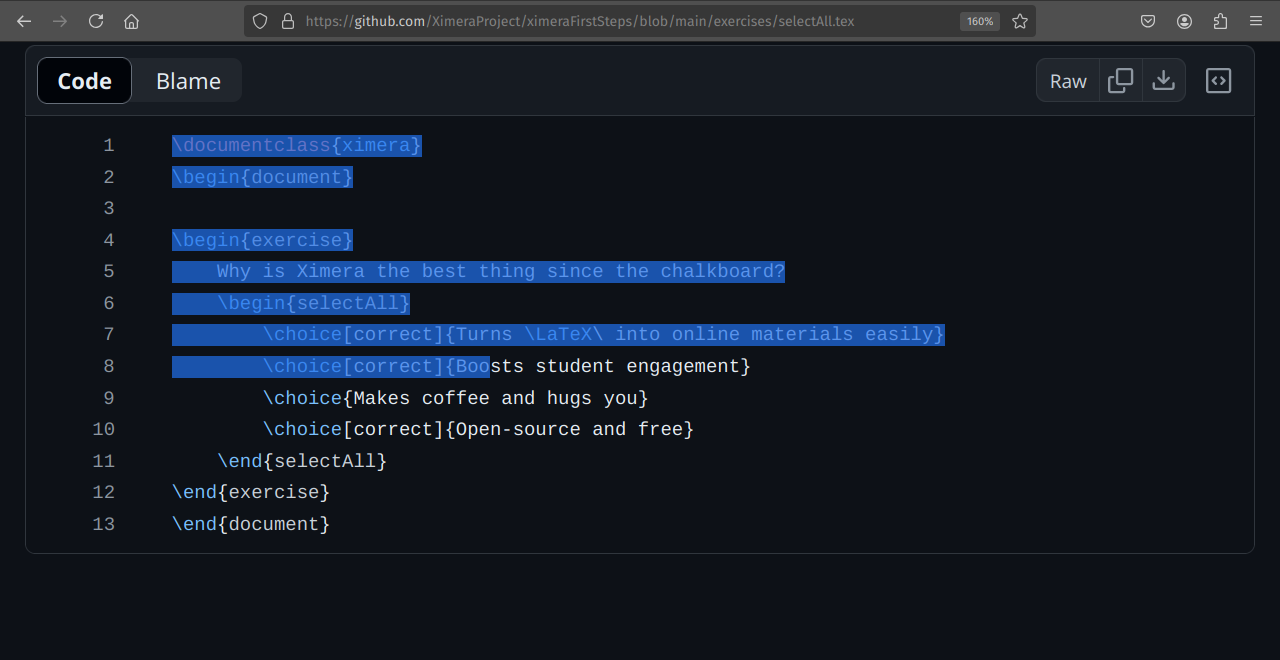 https://github.com/XimeraProject/ximeraFirstSteps/blob/main/exercises/selectAll.tex 160%
Code Blame Raw
1 \documentclass{ximera}
2 \begin{document}
3
4 \begin{exercise}
5     Why is Ximera the best thing since the chalkboard?
6     \begin{selectAll}
7         \choice[correct]{Turns \LaTeX\ into online materials easily}
8         \choice[correct]{Boosts student engagement}
9         \choice{Makes coffee and hugs you}
10         \choice[correct]{Open-source and free}
11     \end{selectAll}
12 \end{exercise}
13 \end{document}